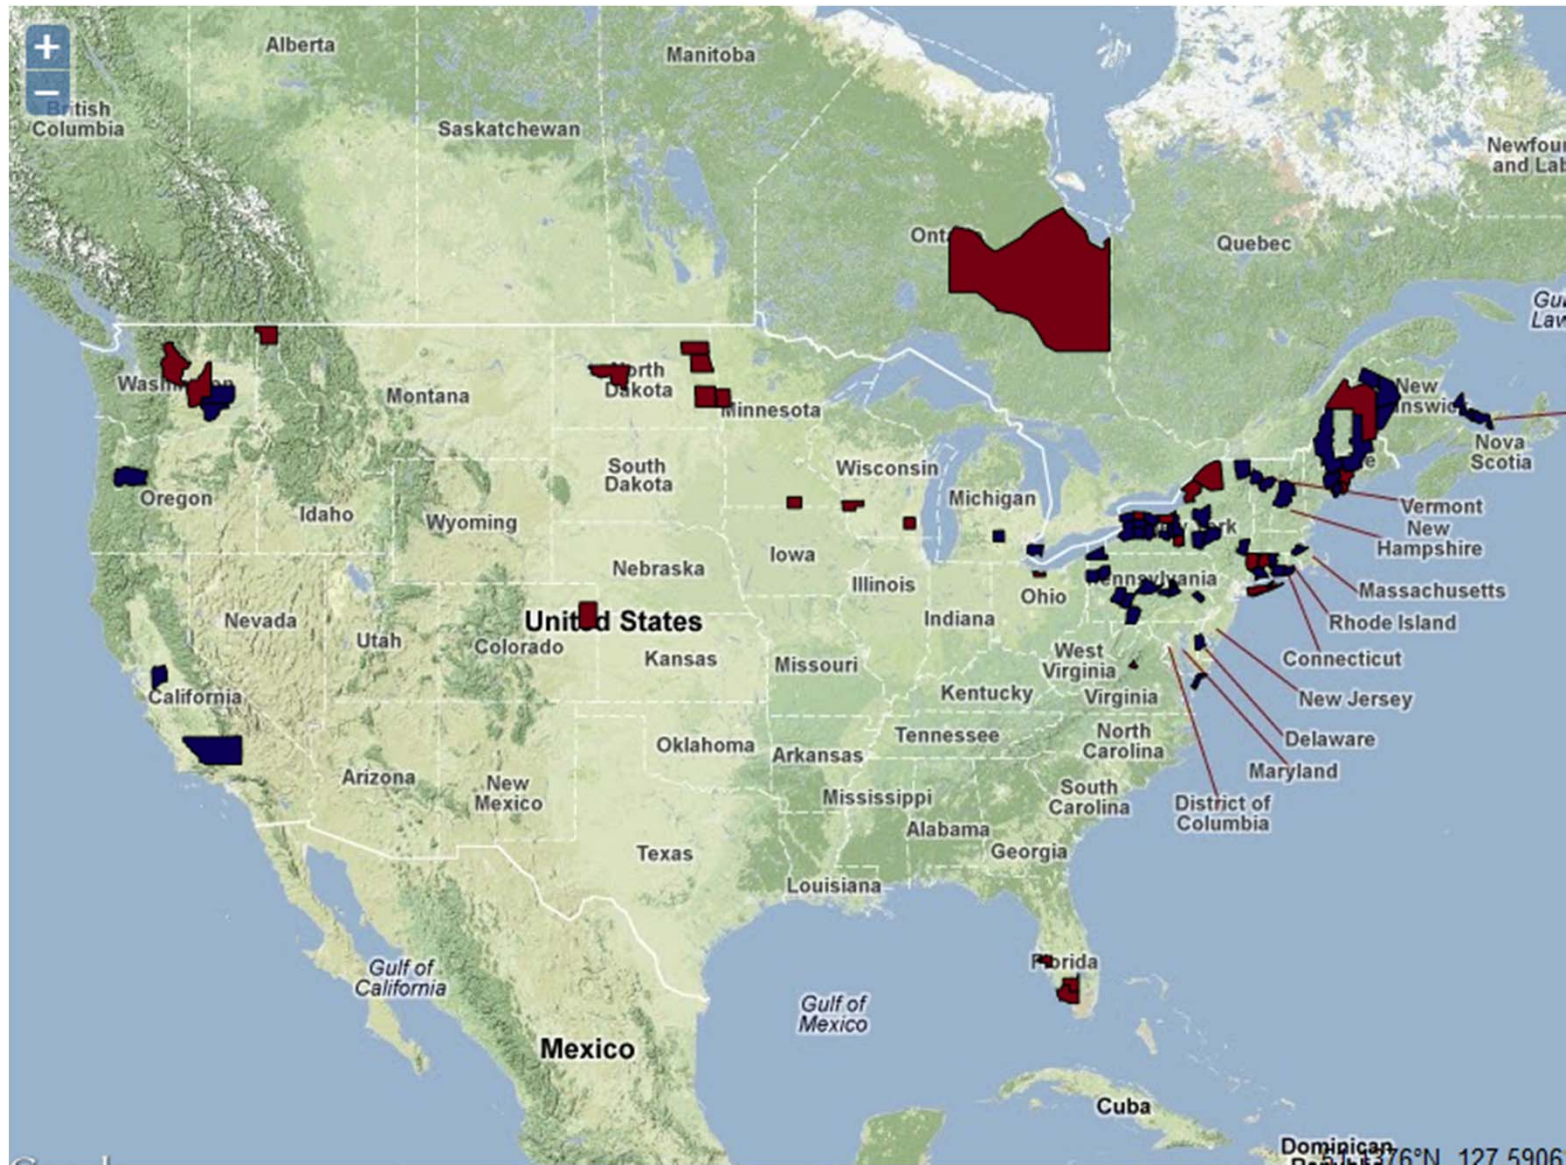 +
−
Alberta
Manitoba
British
Columbia
Saskatchewan
Quebec
Washington
Montana
North
Dakota
Minnesota
New
Nova
Scotia
Oregon
Idaho
Wyoming
South
Dakota
Wisconsin
Michigan
Vermont
New
Hampshire
Iowa
Nebraska
Illinois
Ohio
Pennsylvania
Massachusetts
Rhode Island
Nevada
Utah
United States
Colorado
Kansas
Missouri
Indiana
West
Virginia
Connecticut
California
Kentucky
Virginia
New Jersey
Oklahoma
Arkansas
Tennessee
North
Carolina
Delaware
Maryland
Arizona
New
Mexico
Mississippi
South
Carolina
District of
Columbia
Alabama
Georgia
Texas
Louisiana
Florida
Gulf of
California
Gulf of
Mexico
Mexico
Cuba
Dominican
376°N, 127.5906